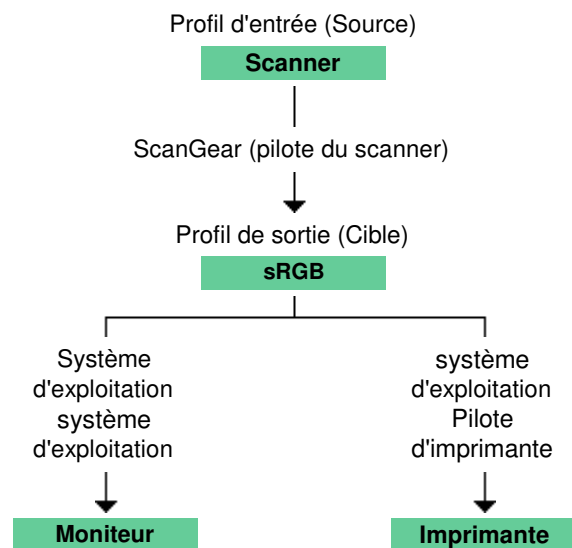 Profil d'entrée (Source)
Scanner
ScanGear (pilote du scanner)
Profil de sortie (Cible)
sRGB
Système
d'exploitation
système
d'exploitation
système
d'exploitation
Pilote
d'imprimante
Moniteur
Imprimante